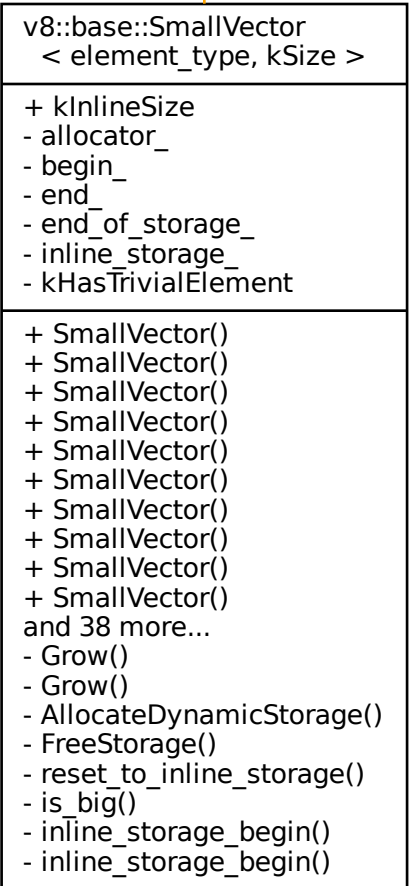 v8::base::SmallVector
< element_type, kSize >
+ kInlineSize
- allocator_
- begin_
- end_
- end_of_storage_
- inline_storage_
- kHasTrivialElement
+ SmallVector()
+ SmallVector()
+ SmallVector()
+ SmallVector()
+ SmallVector()
+ SmallVector()
+ SmallVector()
+ SmallVector()
+ SmallVector()
+ SmallVector()
and 38 more...
- Grow()
- Grow()
- AllocateDynamicStorage()
- FreeStorage()
- reset_to_inline_storage()
- is_big()
- inline_storage_begin()
- inline_storage_begin()